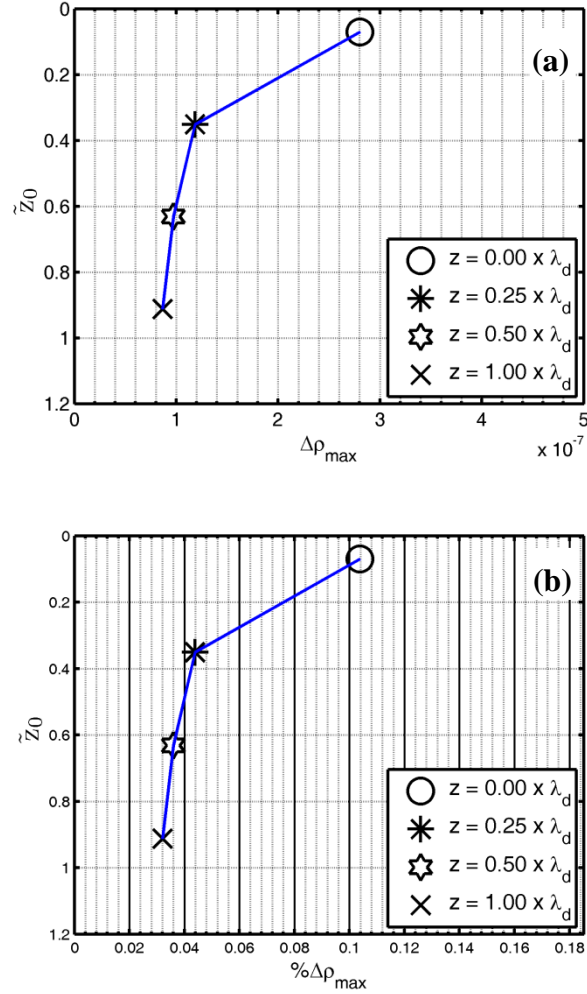 0
0.2
0.4
0.6
0.8
1
1.2
z̃0
(a)
z = 0.00 x λd
z = 0.25 x λd
z = 0.50 x λd
z = 1.00 x λd
0 1 2 3 4 5
Δρmax
x 10-7
0
0.2
0.4
0.6
0.8
1
1.2
z̃0
(b)
z = 0.00 x λd
z = 0.25 x λd
z = 0.50 x λd
z = 1.00 x λd
0 0.02 0.04 0.06 0.08 0.1 0.12 0.14 0.16 0.18
%Δρmax